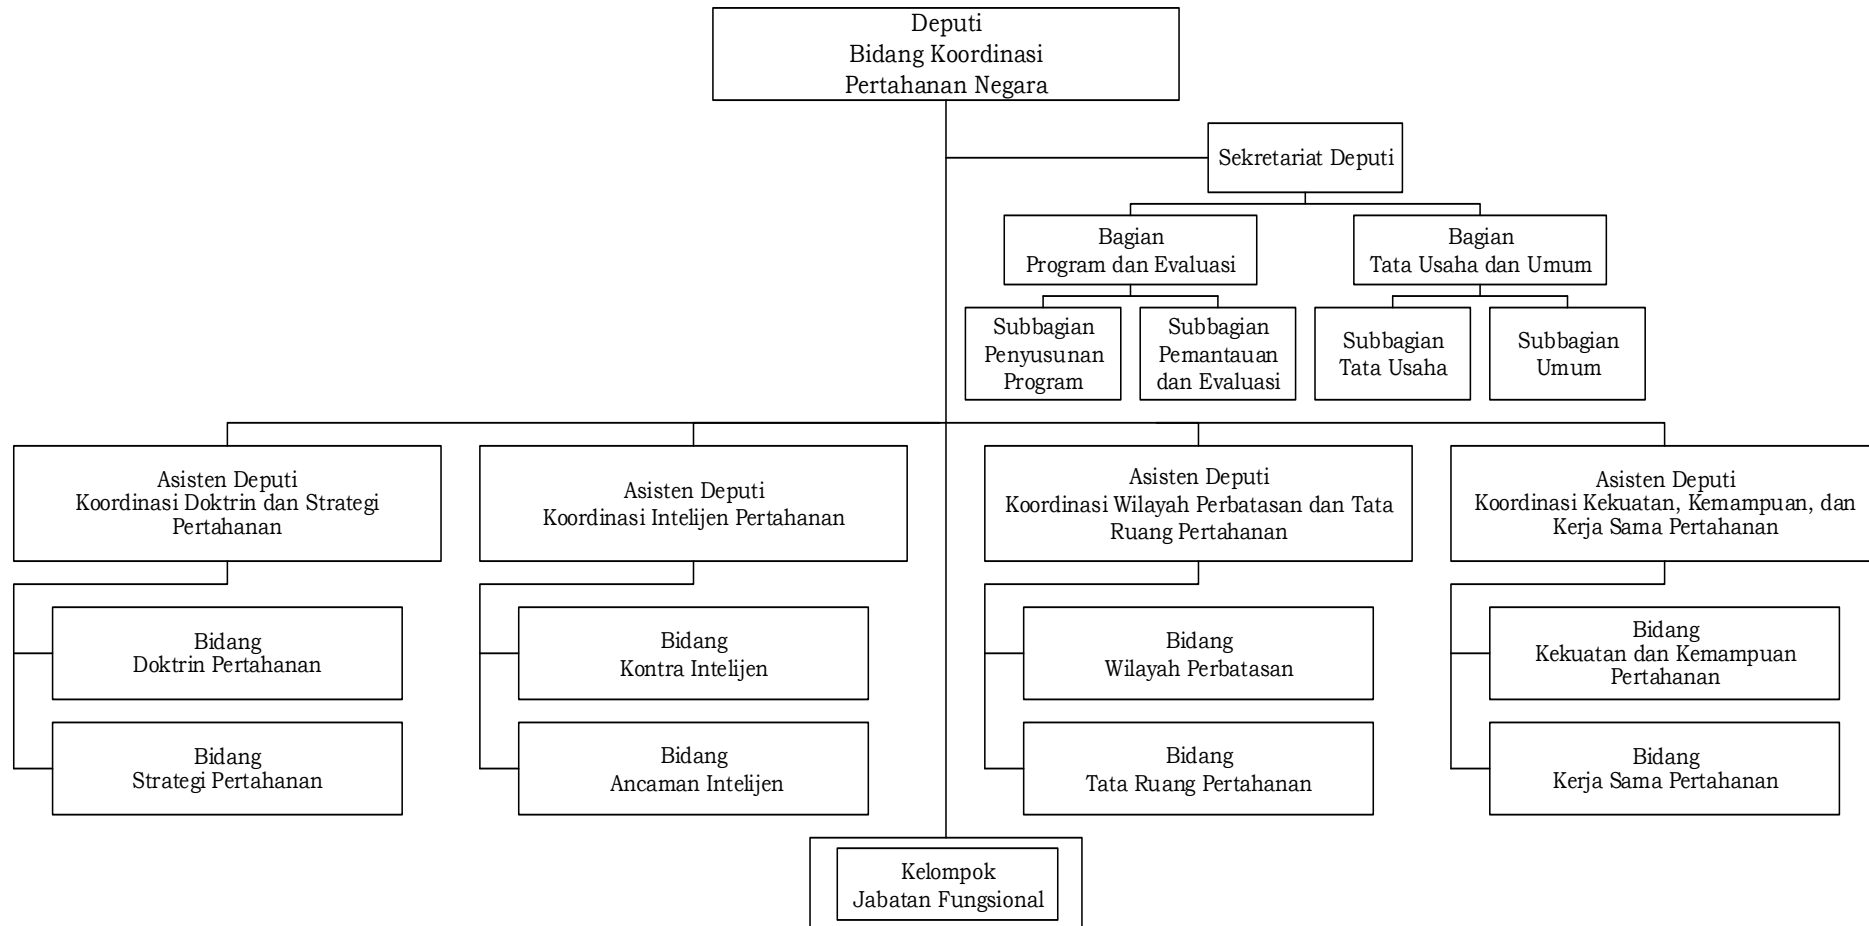 Deputi
Bidang Koordinasi
Pertahanan Negara
Sekretariat Deputi
Bagian
Program dan Evaluasi
Bagian
Tata Usaha dan Umum
Subbagian
Penyusunan
Program
Subbagian
Pemantauan
dan Evaluasi
Subbagian
Tata Usaha
Subbagian
Umum
Asisten Deputi
Koordinasi Doktrin dan Strategi
Pertahanan
Asisten Deputi
Koordinasi Intelijen Pertahanan
Asisten Deputi
Koordinasi Wilayah Perbatasan dan Tata
Ruang Pertahanan
Asisten Deputi
Koordinasi Kekuatan, Kemampuan, dan
Kerja Sama Pertahanan
Bidang
Doktrin Pertahanan
Bidang
Kontra Intelijen
Bidang
Wilayah Perbatasan
Bidang
Kekuatan dan Kemampuan
Pertahanan
Bidang
Strategi Pertahanan
Bidang
Ancaman Intelijen
Bidang
Tata Ruang Pertahanan
Bidang
Kerja Sama Pertahanan
Kelompok
Jabatan Fungsional